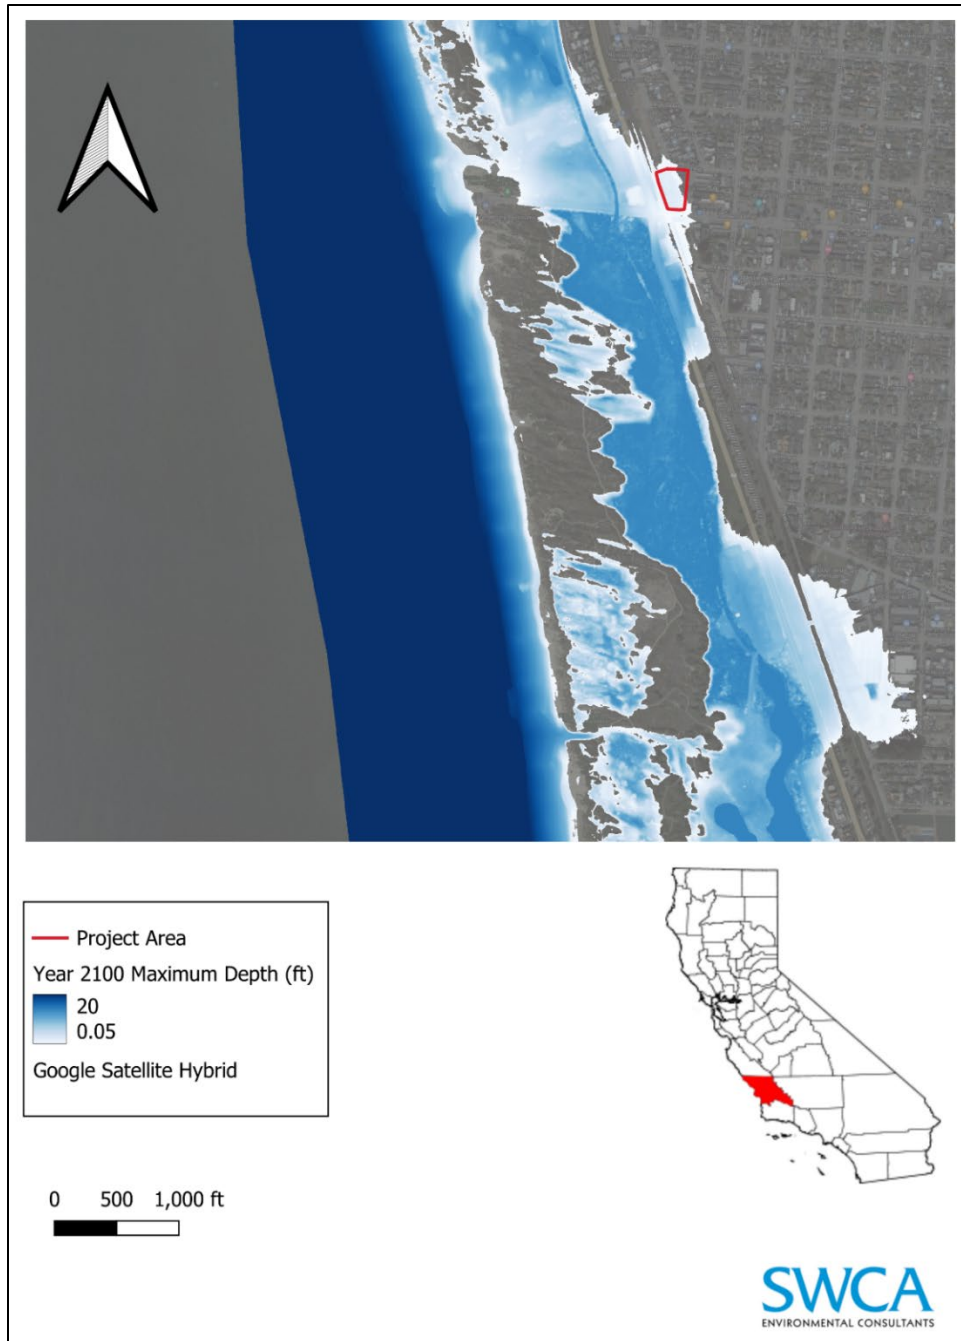 Project Area
Year 2100 Maximum Depth (ft)
20
0.05
Google Satellite Hybrid
0 500 1,000 ft
SWCA
ENVIRONMENTAL CONSULTANTS